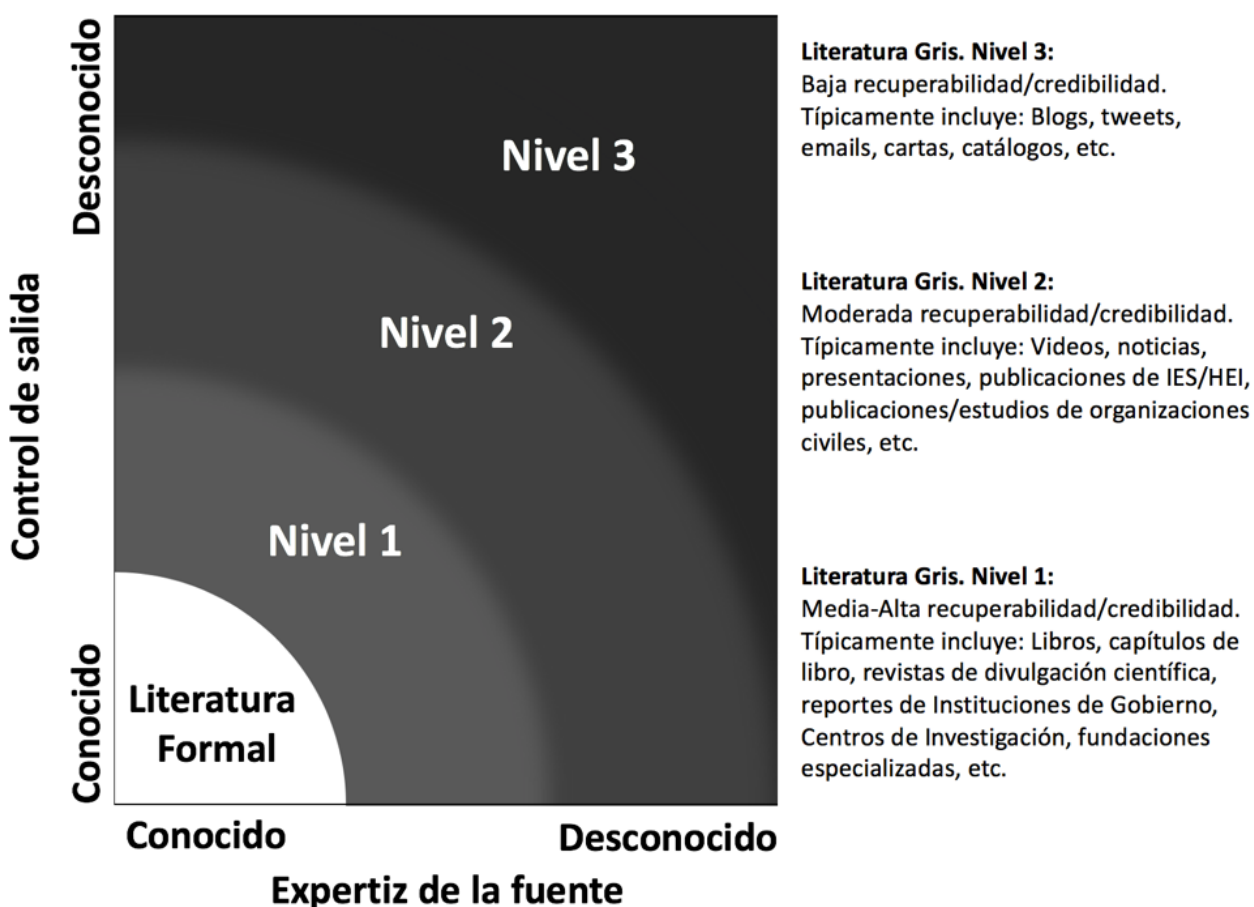 Desconocido
Control de salida
Conocido
Nivel 3
Nivel 2
Nivel 1
Literatura
Formal
Conocido
Desconocido
Expertiz de la fuente
Literatura Gris. Nivel 3:
Baja recuperabilidad/credibilidad.
Típicamente incluye: Blogs, tweets,
emails, cartas, catálogos, etc.
Literatura Gris. Nivel 2:
Moderada recuperabilidad/credibilidad.
Típicamente incluye: Videos, noticias,
presentaciones, publicaciones de IES/HEI,
publicaciones/estudios de organizaciones
civiles, etc.
Literatura Gris. Nivel 1:
Media-Alta recuperabilidad/credibilidad.
Típicamente incluye: Libros, capítulos de
libro, revistas de divulgación científica,
reportes de Instituciones de Gobierno,
Centros de Investigación, fundaciones
especializadas, etc.